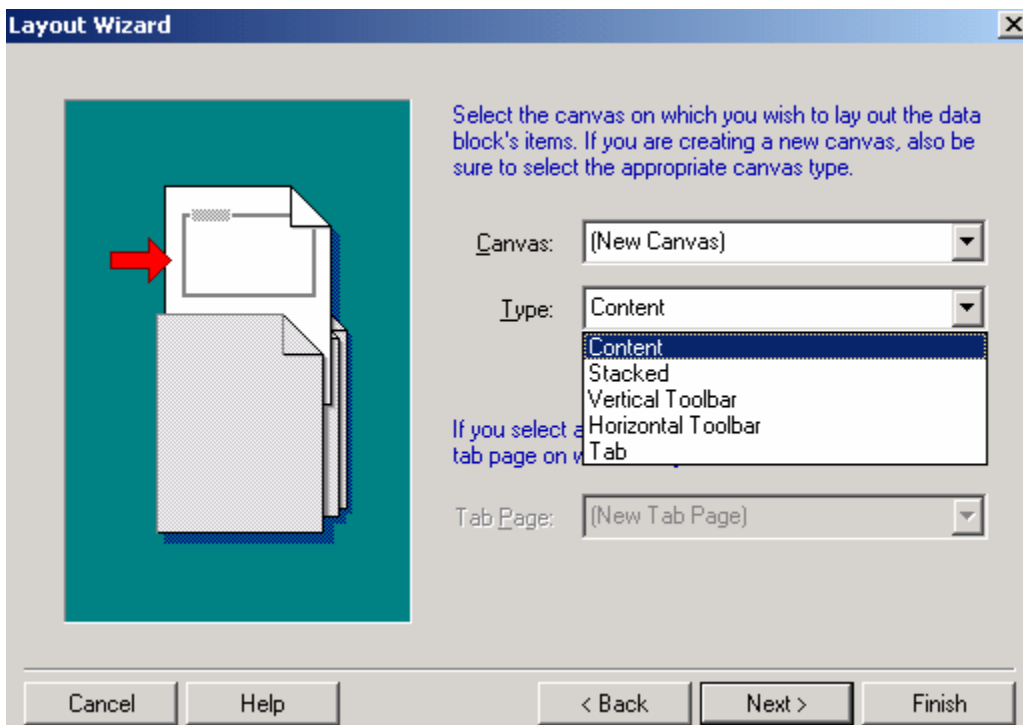 Layout Wizard
Select the canvas on which you wish to lay out the data
block's items. If you are creating a new canvas, also be
sure to select the appropriate canvas type.
Canvas: (New Canvas)
Type: Content
Content
Stacked
Vertical Toolbar
Horizontal Toolbar
Tab
If you select a
tab page on
Tab Page: (New Tab Page)
Cancel Help < Back Next > Finish